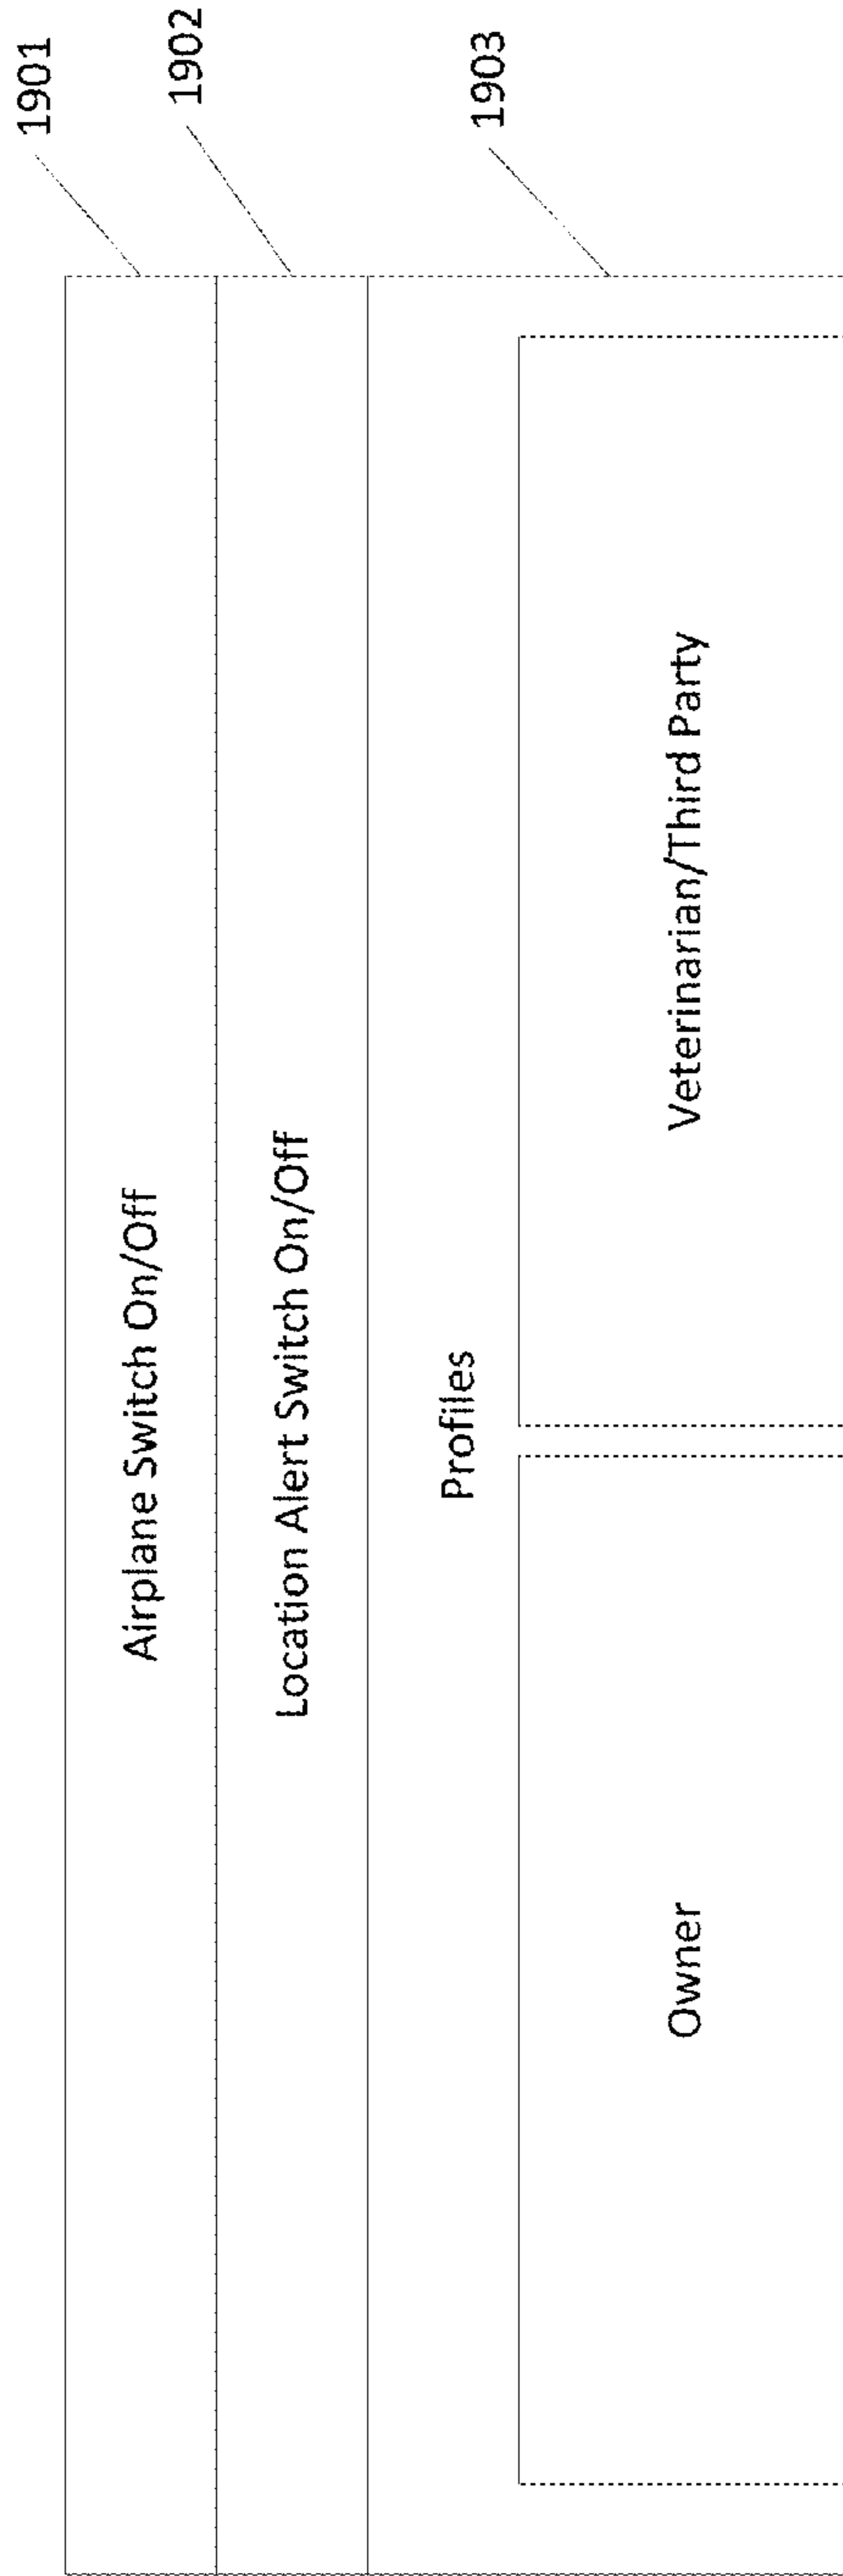 1901
Airplane Switch On/Off
1902
Location Alert Switch On/Off
1903
Profiles
Owner
Veterinarian/Third Party